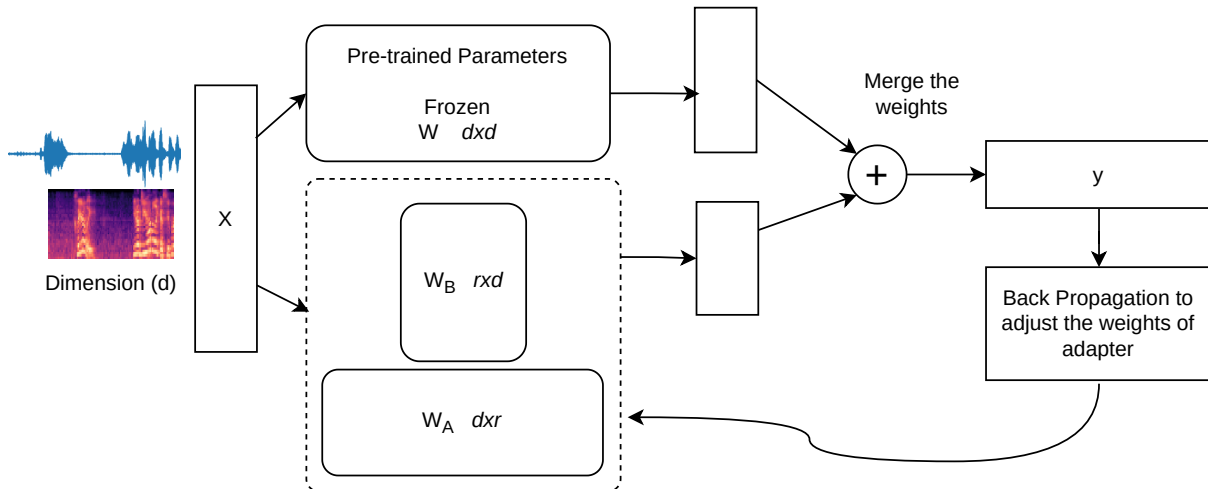 Dimension (d)
X
Pre-trained Parameters
Frozen
W dxd
W_B rxd
W_A dxr
Merge the
weights
+
y
Back Propagation to
adjust the weights of
adapter